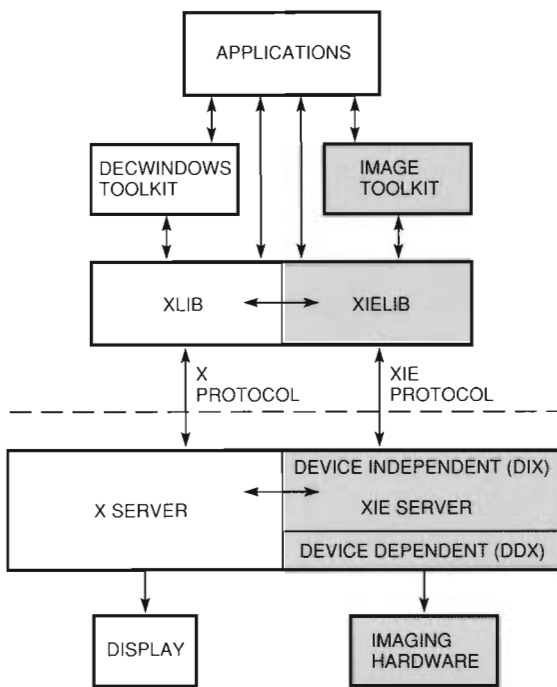 APPLICATIONS
DECWINDOWS
TOOLKIT
IMAGE
TOOLKIT
XLIB
XIELIB
X
PROTOCOL
XIE
PROTOCOL
DEVICE INDEPENDENT (DIX)
X SERVER
XIE SERVER
DEVICE DEPENDENT (DDX)
DISPLAY
IMAGING
HARDWARE